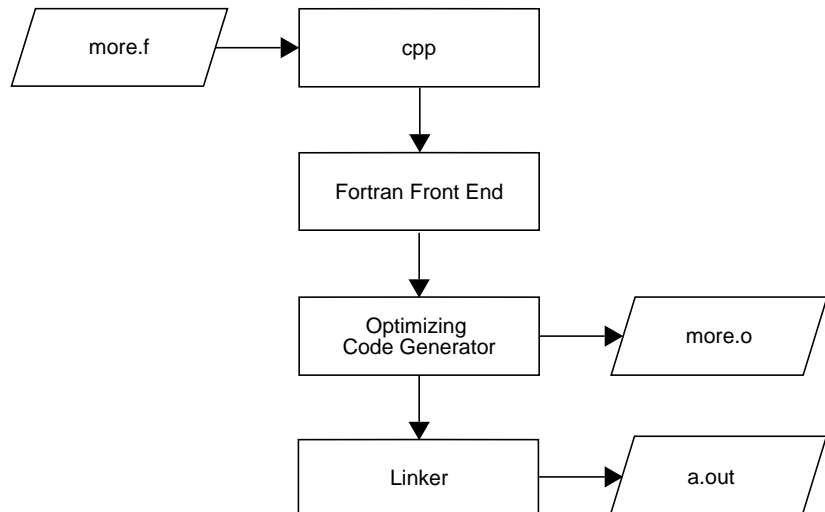 more.f
cpp
Fortran Front End
Optimizing
Code Generator
more.o
Linker
a.out